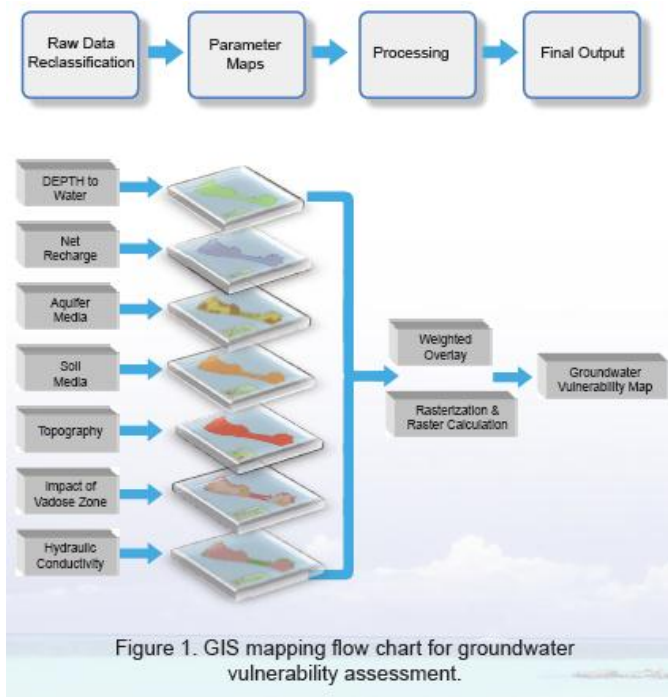 Raw Data
Reclassification
Parameter
Maps
Processing
Final Output
DEPTH to
Water
Net
Recharge
Aquifer
Media
Soil
Media
Topography
Impact of
Vadose Zone
Hydraulic
Conductivity
Weighted
Overlay
Rasterization &
Raster Calculation
Groundwater
Vulnerability Map
Figure 1. GIS mapping flow chart for groundwater
vulnerability assessment.